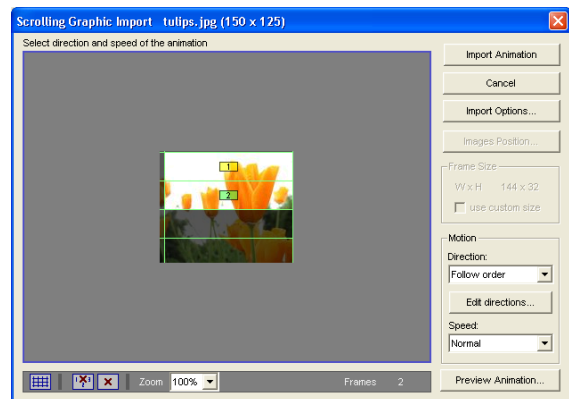 Scrolling Graphic Import tulips.jpg (150 x 125)
Select direction and speed of the animation
1
2
Import Animation
Cancel
Import Options...
Images Position...
Frame Size
W x H 144 x 32
use custom size
Motion
Direction:
Follow order
Edit directions...
Speed:
Normal
Zoom 100% Frames 2
Preview Animation...